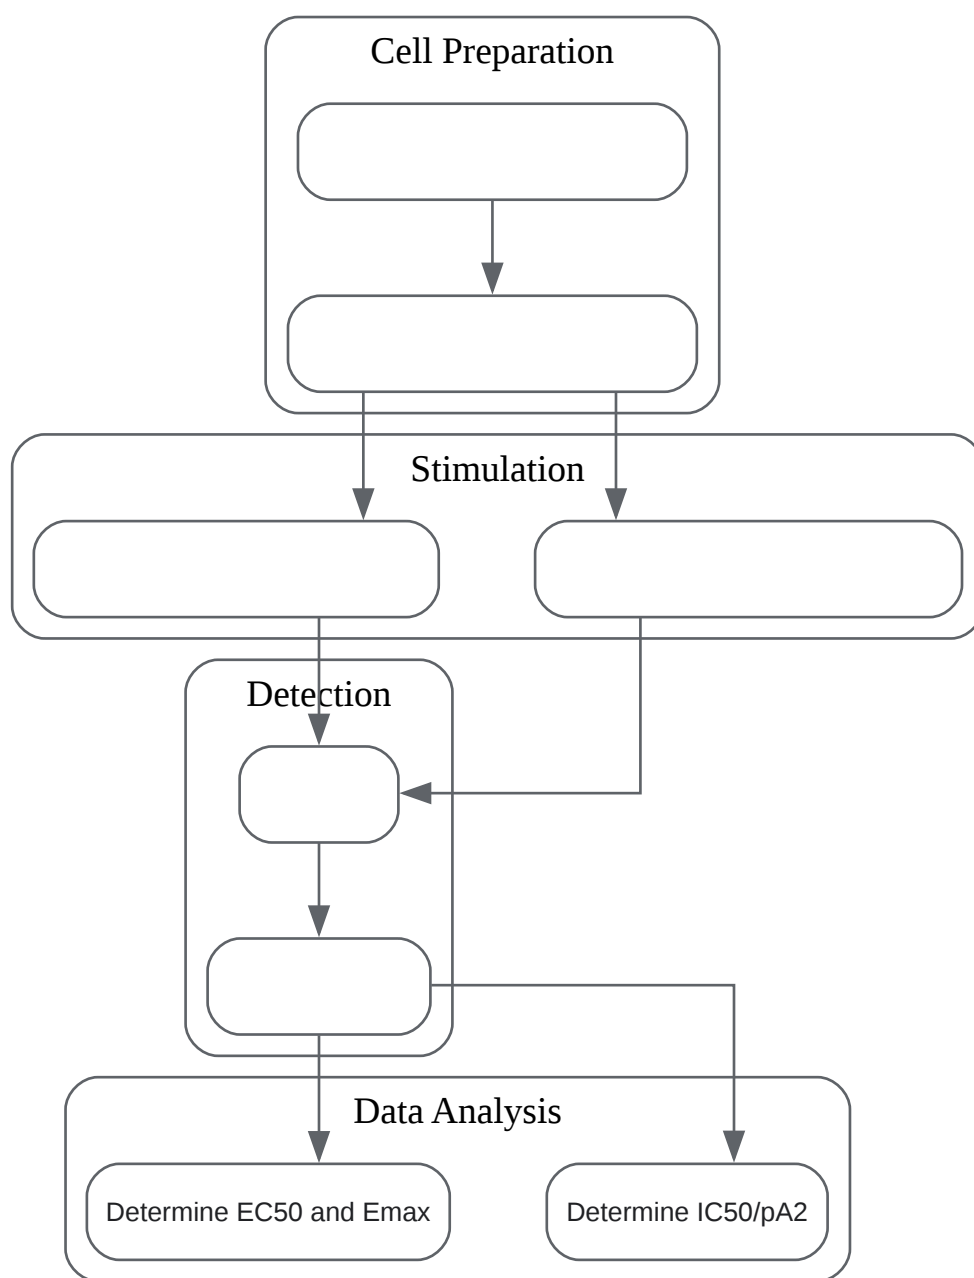 Cell Preparation
Stimulation
Detection
Data Analysis
Determine EC50 and Emax
Determine IC50/pA2